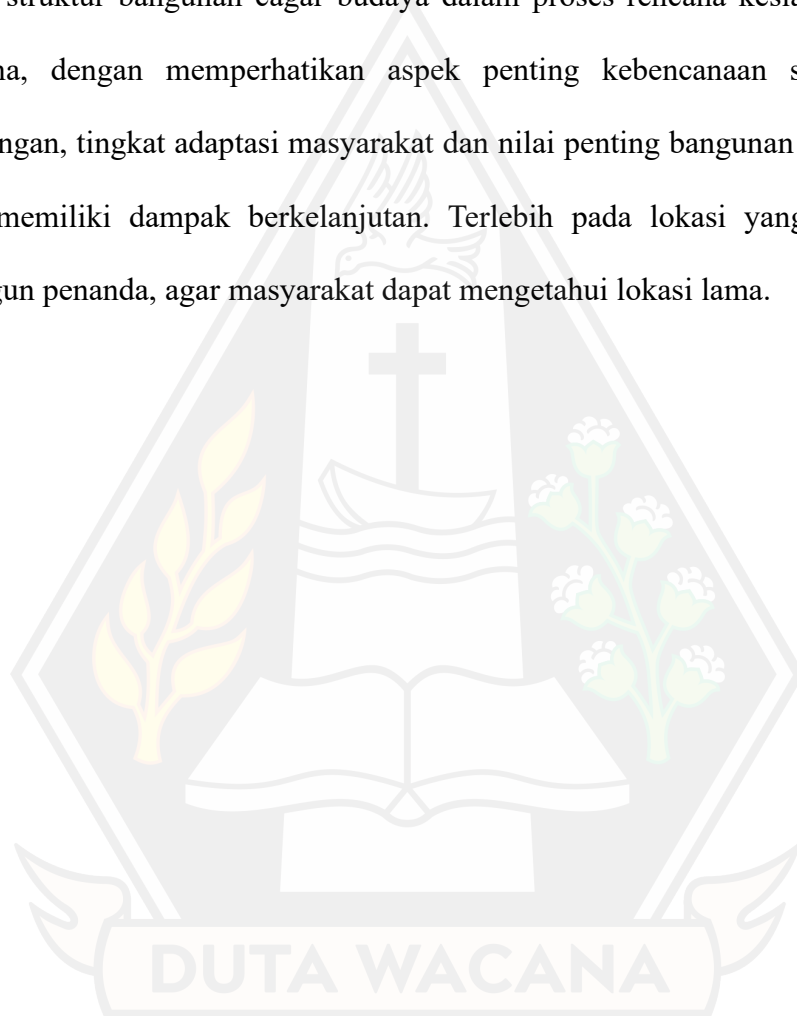 struktur bangunan cagar budaya dalam proses rencana
dengan memperhatikan aspek penting kebencanaan
tingkat adaptasi masyarakat dan nilai penting bangunan
memiliki dampak berkelanjutan. Terlebih pada lokasi yang
penanda, agar masyarakat dapat mengetahui lokasi lama.
DUTA WACANA